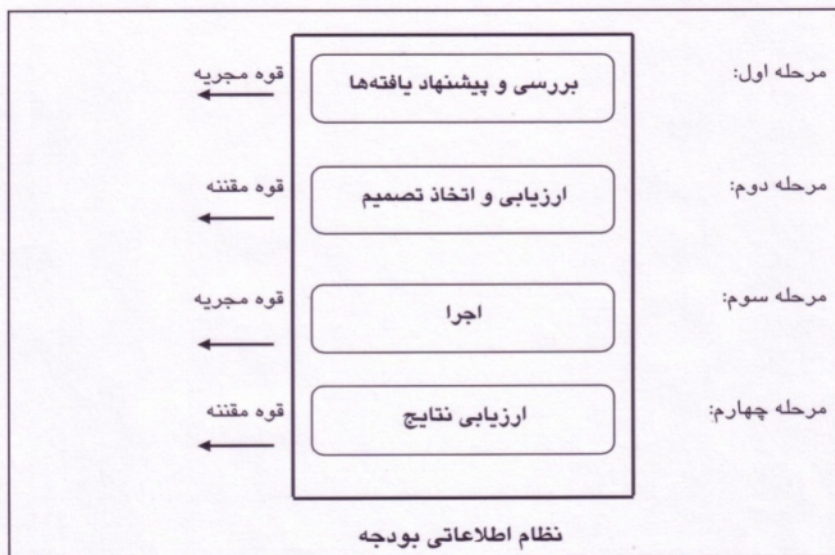 مرحله اول:
بررسی و پیشنهاد یافته‌ها
قوه مجریه
مرحله دوم:
ارزیابی و اتخاذ تصمیم
قوه مقننه
مرحله سوم:
اجرا
قوه مجریه
مرحله چهارم:
ارزیابی نتایج
قوه مقننه
نظام اطلاعاتی بودجه